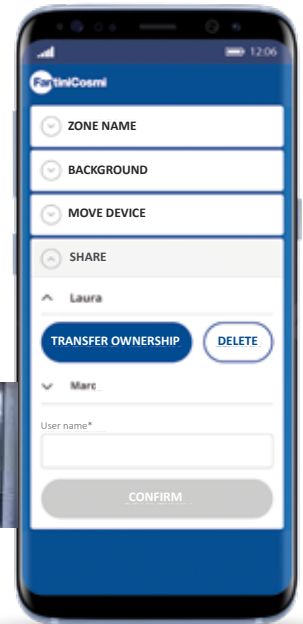 12:06
FantiniCosmi
ZONE NAME
BACKGROUND
MOVE DEVICE
SHARE
Laura
TRANSFER OWNERSHIP
DELETE
Marc
User name*
CONFIRM